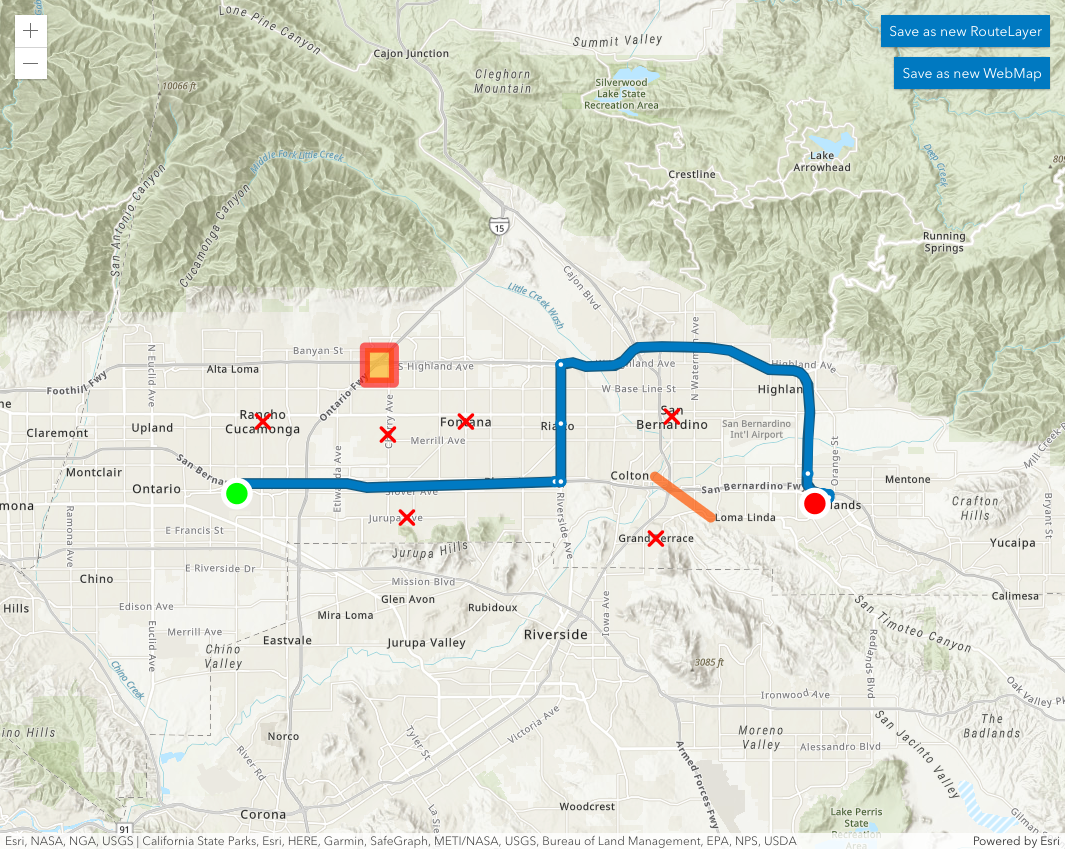 Lone Pine Canyon
Save as new RouteLayer
Summit Valley
Cajon Junction
Save as new WebMap
Cleghorn
Mountain
10066 ft
Silverwood
Lake State
Recreation Area
Middle Fork Little Creek
Lake
Arrowhead
Deep Creek
Crestline
San Antonio Canyon
Cucamonga Canyon
15
Running
Springs
Cajon Blvd
Little Creek Wash
N Euclid Ave
Banyan St
N Waterman Ave
Alta Loma
S Highland Ave
Highland Ave
Foothill Fwy
Ontario Fwy
W Base Line St
Highland
Rancho
Cucamonga
Cherry Ave
Fontana
San
Bernardino
San Bernardino
Int'l Airport
Claremont
Upland
Merrill Ave
Montclair
Etiwanda Ave
Colton
Orange St
Mill Creek R
Ontario
Slover Ave
San Bernardino Fwy
Mentone
Crafton
Hills
Bryant St
Ramona Ave
Jurupa Ave
Riverside Ave
Loma Linda
lands
E Francis St
Grand Terrace
Yucaipa
Jurupa Hills
E Riverside Dr
Chino
Mission Blvd
Calimesa
Hills
Edison Ave
Glen Avon
Rubidoux
Iowa Ave
Mira Loma
San Timoteo Canyon
Merrill Ave
Euclid Ave
Eastvale
Jurupa Valley
Riverside
Redlands Blvd
Chino
Valley
3085 ft
Chino Creek
Ironwood Ave
Oak Valley Pk
ino Hills
Norco
Tyler St
Victoria Ave
Moreno
Valley
Alessandro Blvd
San Jacinto Valley
The
Badlands
River Rd
Armed Forces Fwy
Corona
Woodcrest
Lake Perris
State
Recreation
Area
Gilman
91
Esri, NASA, NGA, USGS | California State Parks, Esri, HERE, Garmin, SafeGraph, METI/NASA, USGS, Bureau of Land Management, EPA, NPS, USDA
Powered by Esri